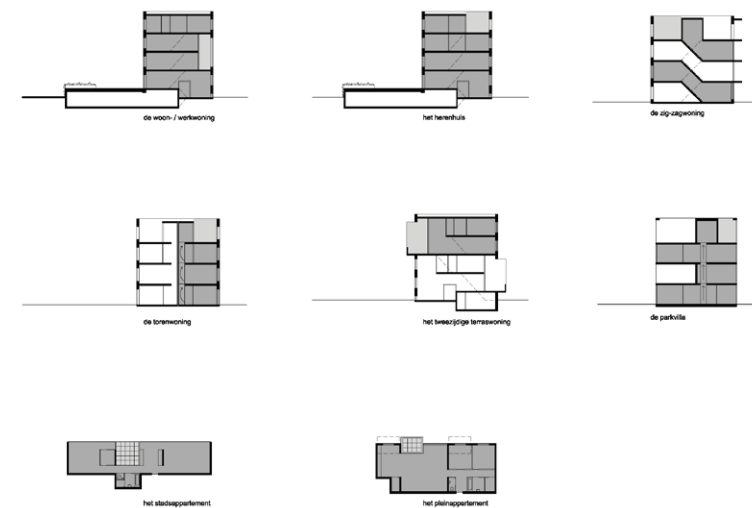 de woon- / werkwoning
het herenhuis
de zig-zagwoning
de torenwoning
het tweezijdige terraswoning
de parkvilla
het stadsappartement
het pleinappartement